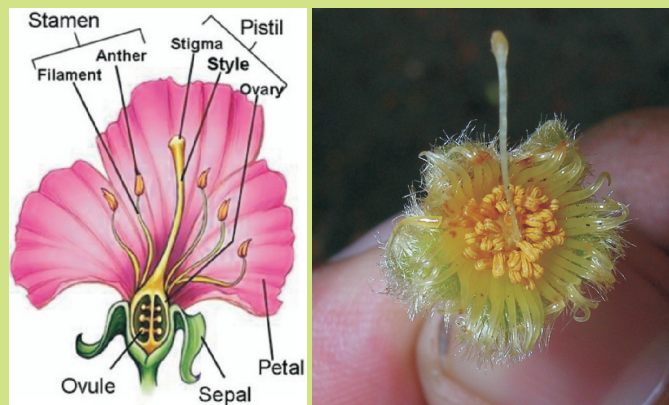 Stamen
Pistil
Anther
Stigma
Filament
Style
Ovary
Petal
Ovule
Sepal